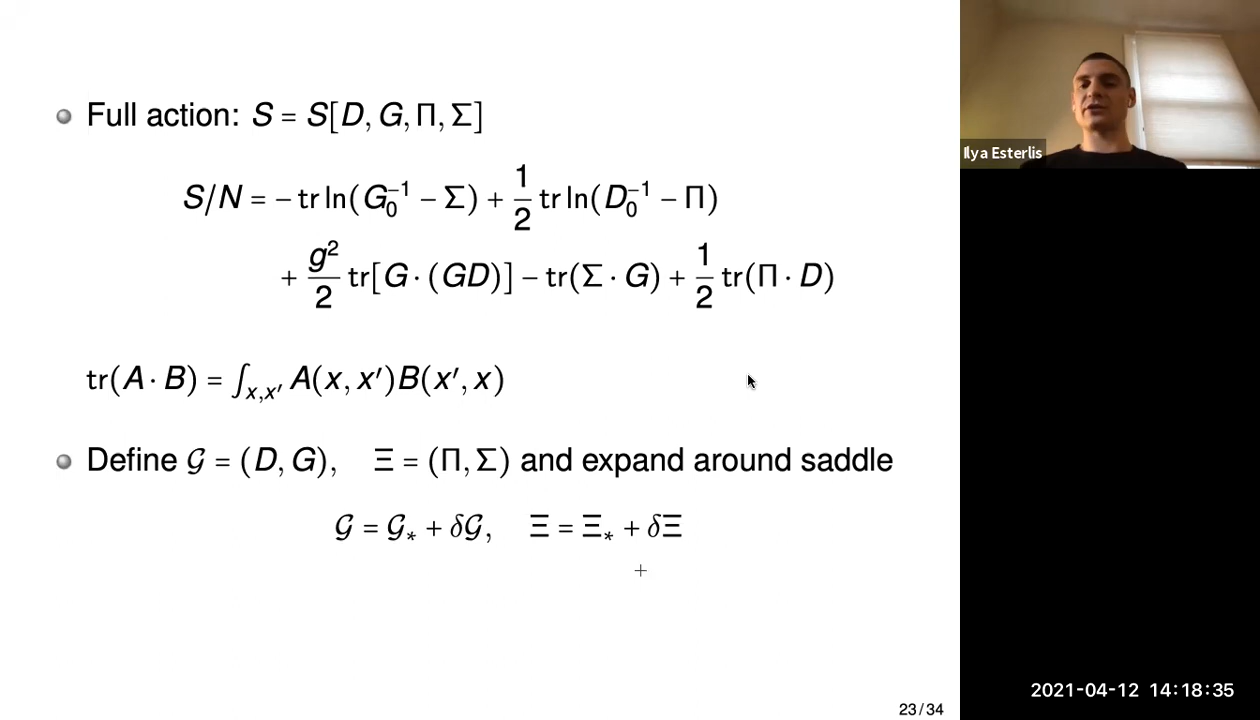 Full action: S = S[D, G, Π, Σ]
S/N = − tr ln(G₀⁻¹ − Σ) + 1/2 tr ln(D₀⁻¹ − Π)
+ g²/2 tr[G · (GD)] − tr(Σ · G) + 1/2 tr(Π · D)
tr(A · B) = ∫ₓ,ₓ′ A(x, x′)B(x′, x)
Define 𝒢 = (D, G), Ξ = (Π, Σ) and expand around saddle
𝒢 = 𝒢* + δ𝒢, Ξ = Ξ* + δΞ
23/34
Ilya Esterlis
2021-04-12 14:18:35